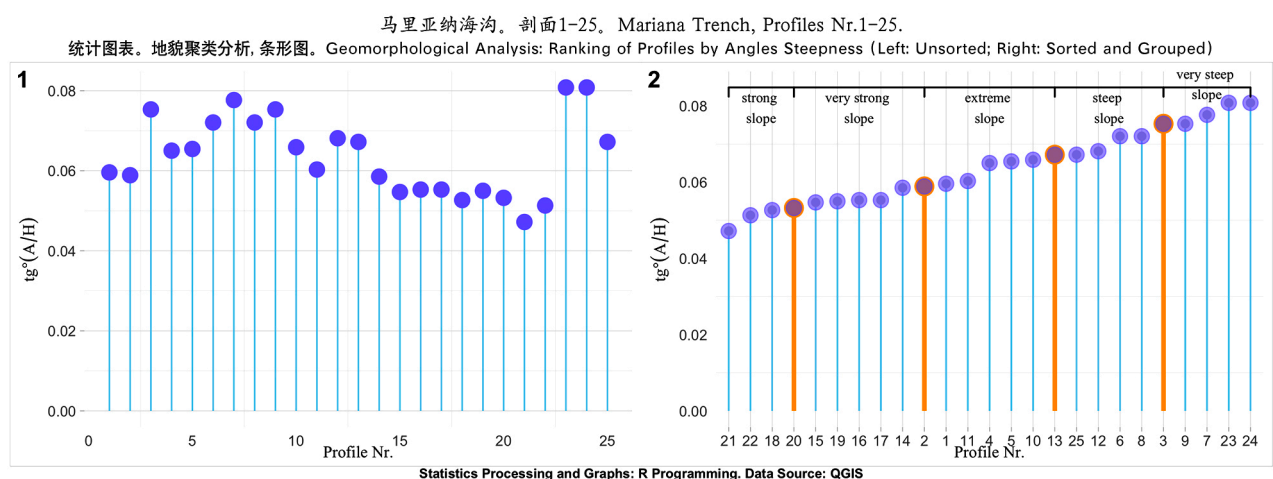 马里亚纳海沟。剖面1-25。Mariana Trench, Profiles Nr.1-25.
统计图表。地貌聚类分析, 条形图。Geomorphological Analysis: Ranking of Profiles by Angles Steepness (Left: Unsorted; Right: Sorted and Grouped)
1
tg°(A/H)
0.08
0.06
0.04
0.02
0.00
0 5 10 15 20 25
Profile Nr.
2
strong slope
very strong slope
extreme slope
steep slope
very steep slope
tg°(A/H)
0.08
0.06
0.04
0.02
0.00
21 22 18 20 15 19 16 17 14 2 1 11 4 5 10 13 25 12 6 8 3 9 7 23 24
Profile Nr.
Statistics Processing and Graphs: R Programming. Data Source: QGIS